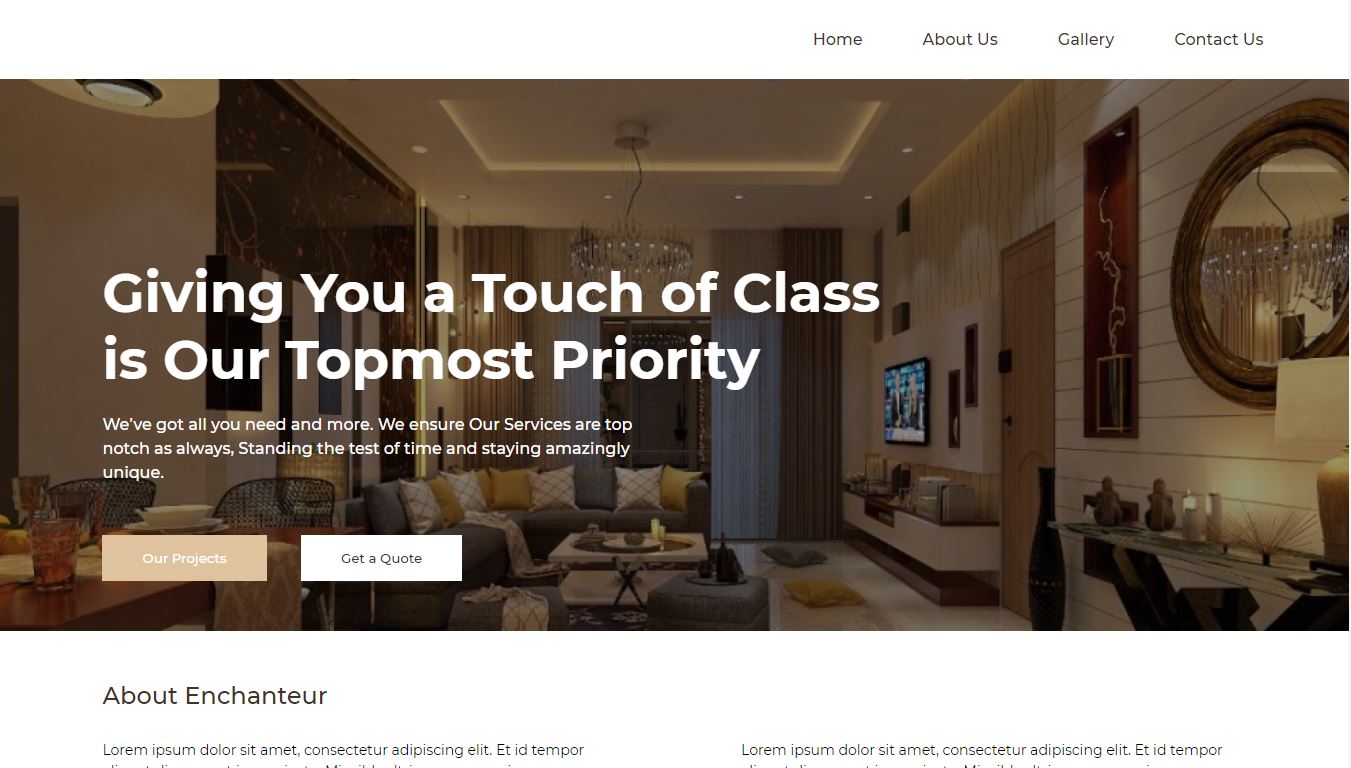 Home About Us Gallery Contact Us
Giving You a Touch of Class
is Our Topmost Priority
We've got all you need and more. We ensure Our Services are top
notch as always, Standing the test of time and staying amazingly
unique.
Our Projects Get a Quote
About Enchanteur
Lorem ipsum dolor sit amet, consectetur adipiscing elit. Et id tempor
Lorem ipsum dolor sit amet, consectetur adipiscing elit. Et id tempor